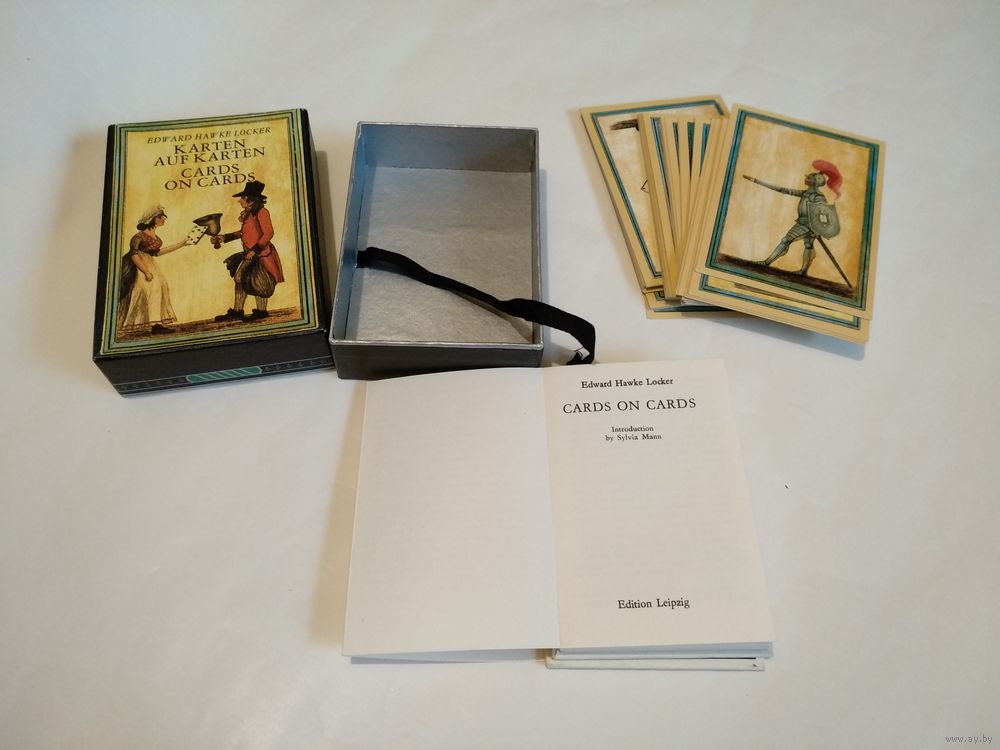 EDWARD HAWKE LOCKER
KARTEN
AUF KARTEN
CARDS
ON CARDS
Edward Hawke Locker
CARDS ON CARDS
Introduction
by Sylvia Mann
Edition Leipzig
www.ay.by